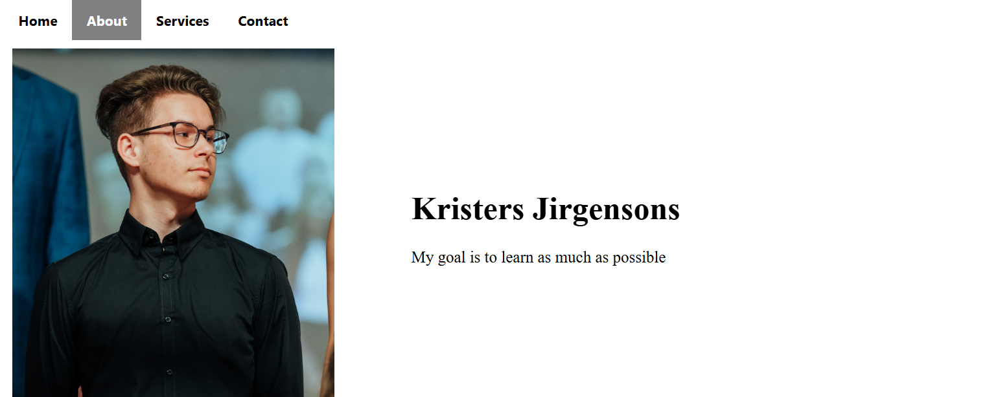 Home About Services Contact
Kristers Jirgensons
My goal is to learn as much as possible